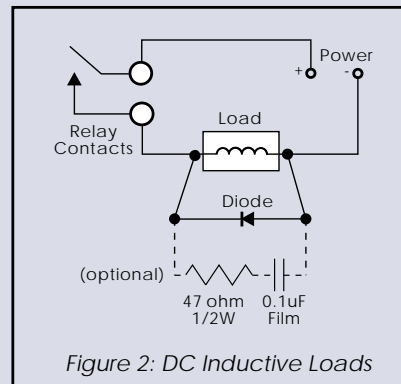 Power
+ -
Load
Relay
Contacts
Diode
(optional)
47 ohm
1/2W
0.1uF
Film
Figure 2: DC Inductive Loads